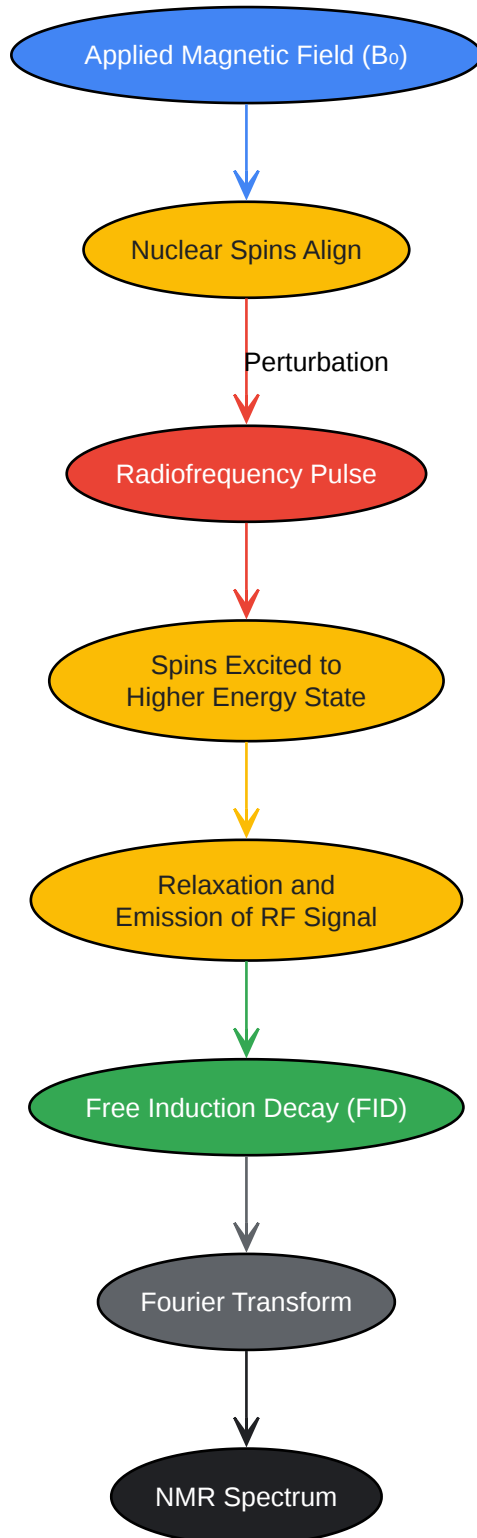 Applied Magnetic Field (B₀)
Nuclear Spins Align
Perturbation
Radiofrequency Pulse
Spins Excited to
Higher Energy State
Relaxation and
Emission of RF Signal
Free Induction Decay (FID)
Fourier Transform
NMR Spectrum